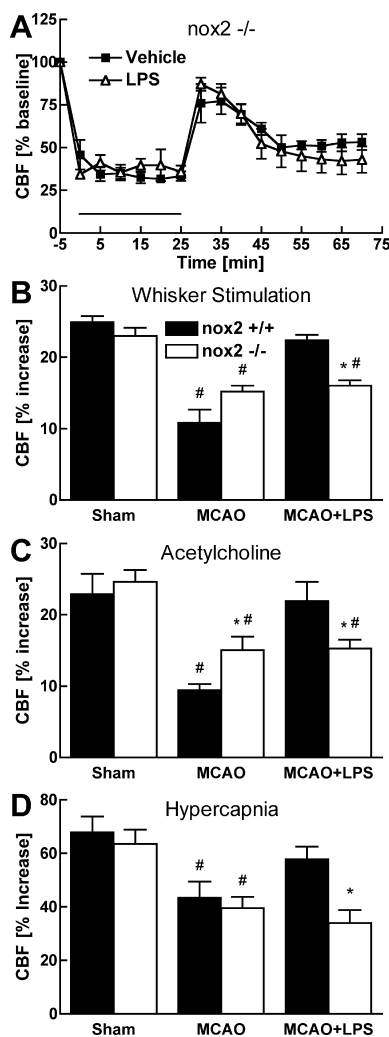 A
nox2 -/-
CBF [% baseline]
125
100
75
50
25
0
Vehicle
LPS
-5 5 15 25 35 45 55 65 75
Time [min]
B
Whisker Stimulation
CBF [% increase]
30
20
10
0
nox2 +/+
nox2 -/-
#
#
* #
Sham MCAO MCAO+LPS
C
Acetylcholine
CBF [% increase]
30
20
10
0
#
* #
* #
Sham MCAO MCAO+LPS
D
Hypercapnia
CBF [% Increase]
80
60
40
20
0
#
#
*
Sham MCAO MCAO+LPS